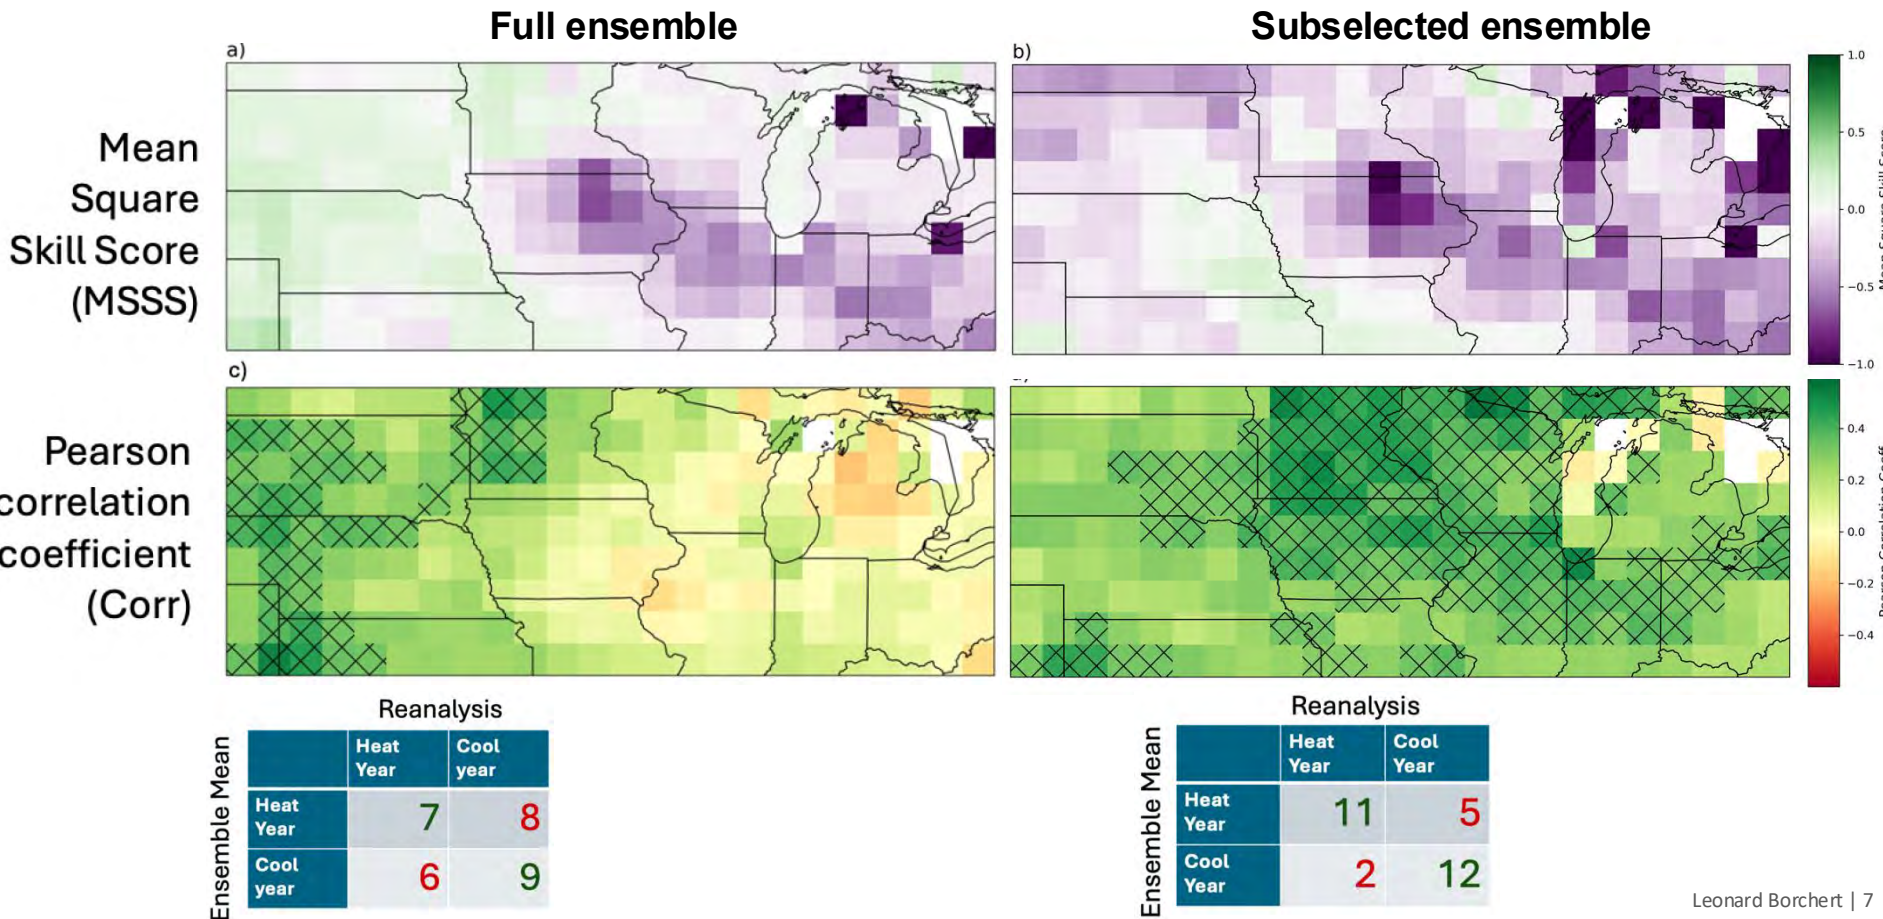 Full ensemble
Subselected ensemble
a)
b)
Mean
Square
Skill Score
(MSSS)
1.0
0.5
0.0
−0.5
−1.0
c)
Pearson
correlation
coefficient
(Corr)
0.4
0.2
0.0
−0.2
−0.4
Reanalysis
Ensemble Mean
Heat Year
Cool year
Heat Year
7
8
Cool year
6
9
Reanalysis
Ensemble Mean
Heat Year
Cool Year
Heat Year
11
5
Cool Year
2
12
Leonard Borchert | 7